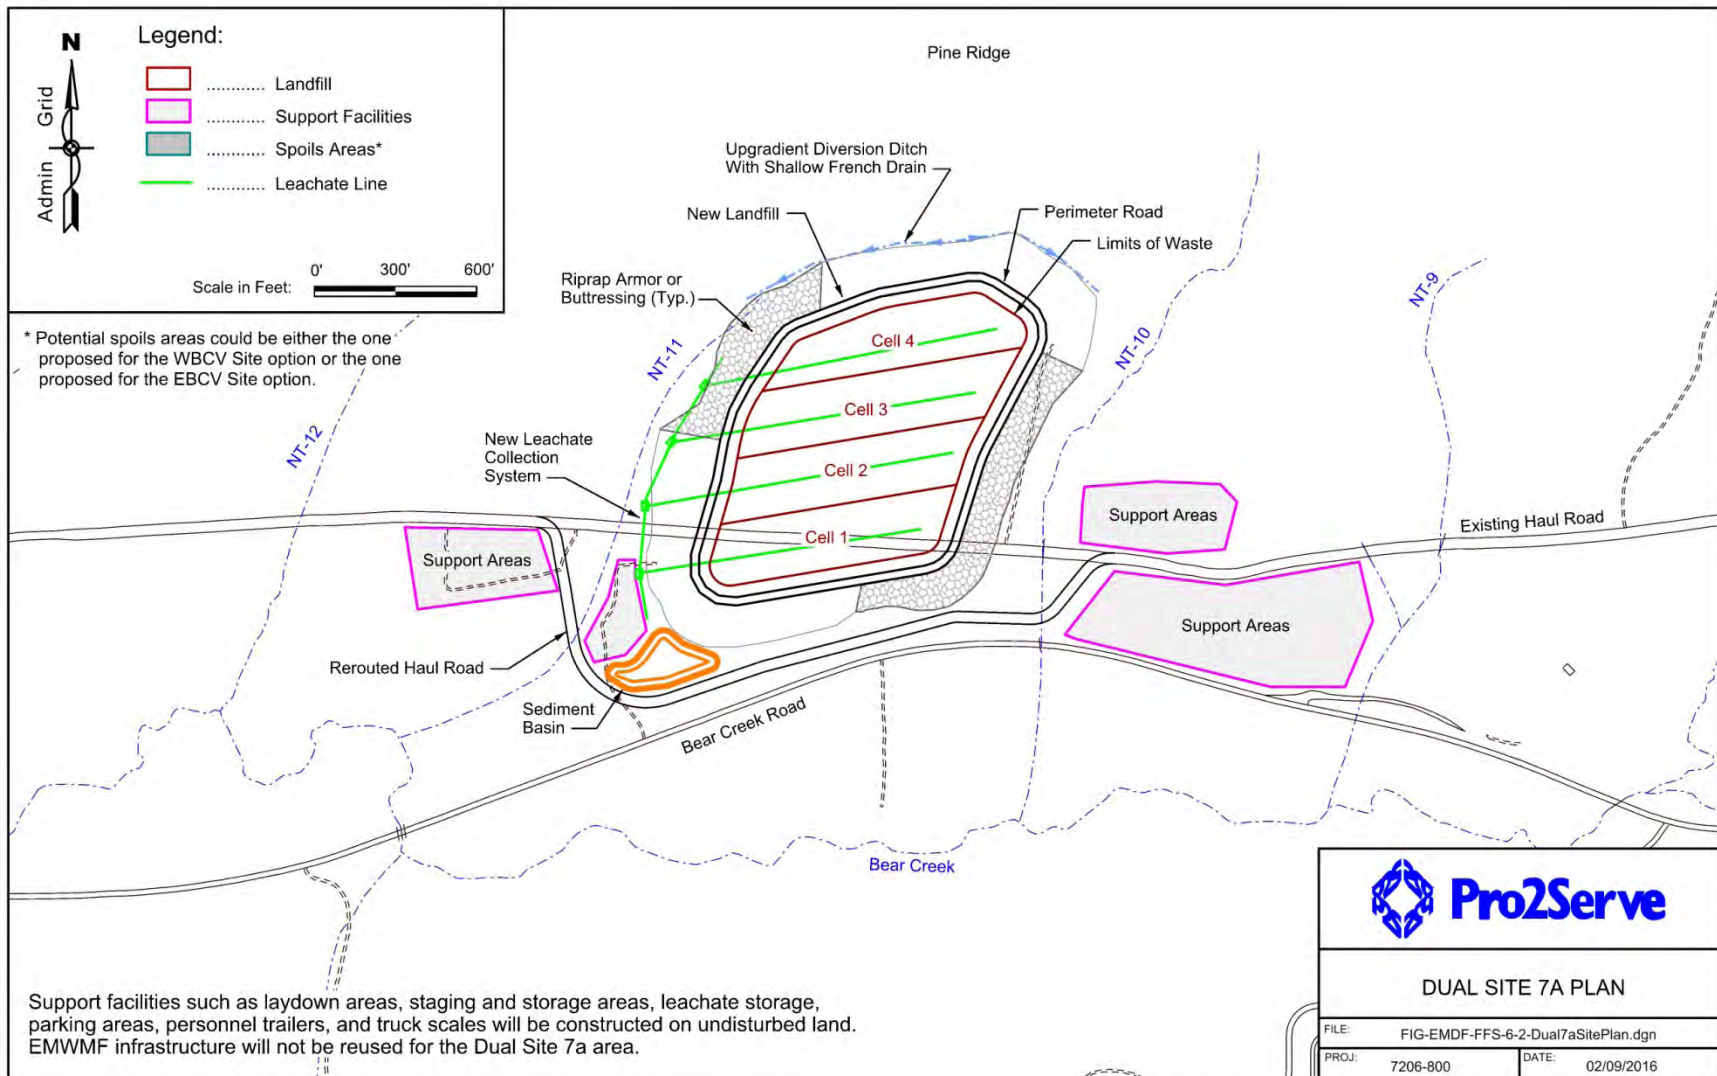 N
Grid
Admin
Legend:
............ Landfill
............ Support Facilities
............ Spoils Areas*
............ Leachate Line
Scale in Feet:
0' 300' 600'
* Potential spoils areas could be either the one
proposed for the WBCV Site option or the one
proposed for the EBCV Site option.
Pine Ridge
Upgradient Diversion Ditch
With Shallow French Drain
New Landfill
Perimeter Road
Limits of Waste
Riprap Armor or
Buttressing (Typ.)
NT-9
NT-10
NT-11
NT-12
Cell 4
Cell 3
Cell 2
Cell 1
New Leachate
Collection
System
Support Areas
Support Areas
Existing Haul Road
Support Areas
Rerouted Haul Road
Sediment
Basin
Bear Creek Road
Bear Creek
Support facilities such as laydown areas, staging and storage areas, leachate storage,
parking areas, personnel trailers, and truck scales will be constructed on undisturbed land.
EMWMF infrastructure will not be reused for the Dual Site 7a area.
Pro2Serve
DUAL SITE 7A PLAN
FILE: FIG-EMDF-FFS-6-2-Dual7aSitePlan.dgn
PROJ: 7206-800
DATE: 02/09/2016